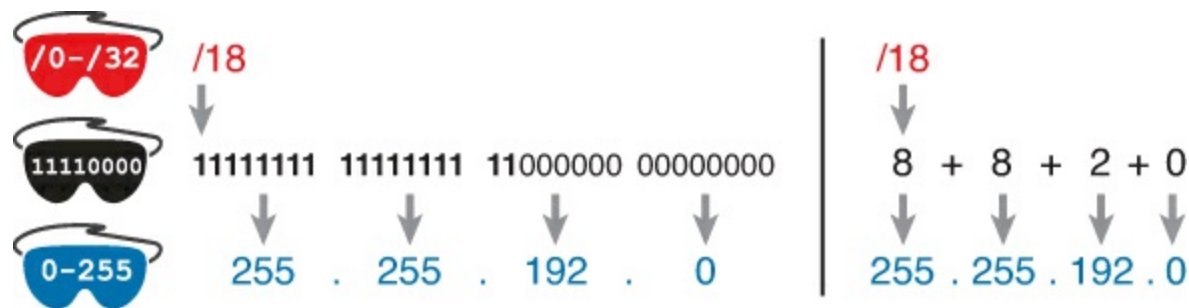 /0-/32 /18 /18
11110000 11111111 11111111 11000000 00000000 8 + 8 + 2 + 0
0-255 255 . 255 . 192 . 0 255 . 255 . 192 . 0